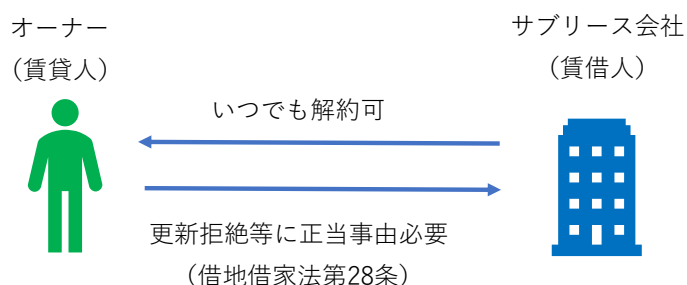 オーナー
（賃貸人）
サブリース会社
（賃借人）
いつでも解約可
更新拒絶等に正当事由必要
（借地借家法第28条）